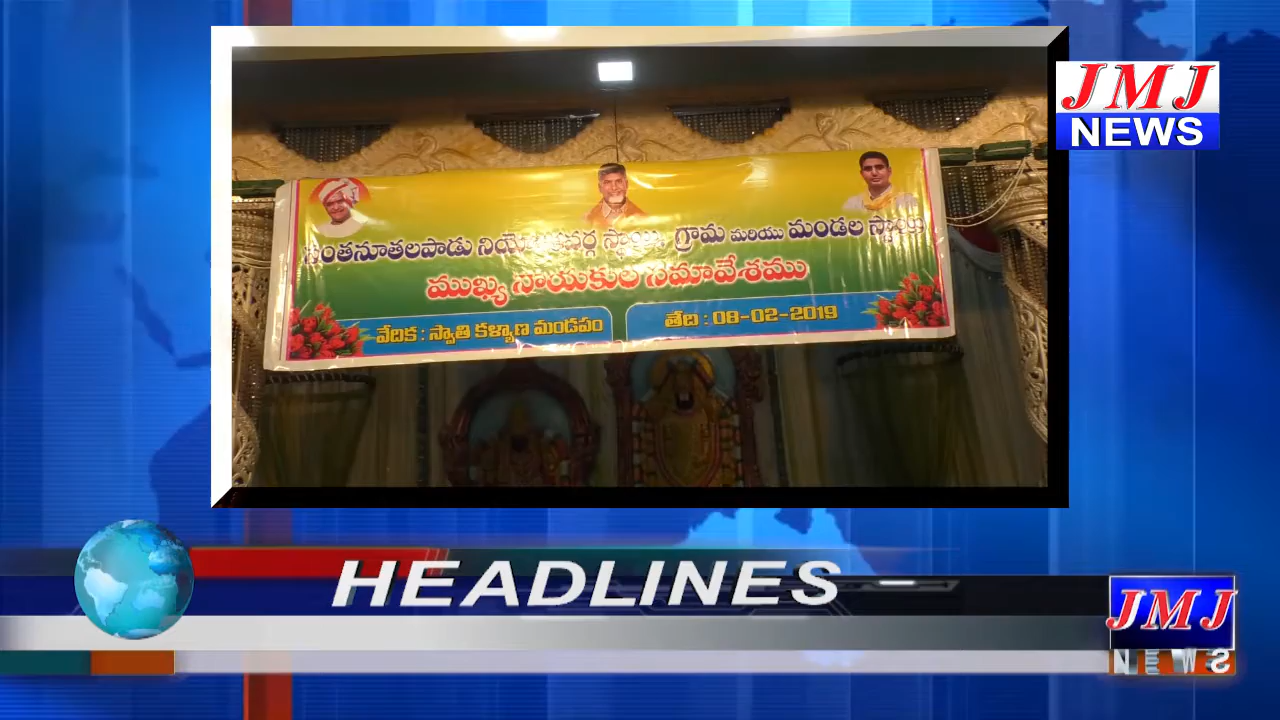 JMJ
NEWS
సంతనూతలపాడు నియోజకవర్గ స్థాయి, గ్రామ మరియు మండల స్థాయి
ముఖ్య నాయకుల సమావేశము
వేదిక : స్వాతి కళ్యాణ మండపం
తేది : 08-02-2019
HEADLINES
JMJ
NEWS